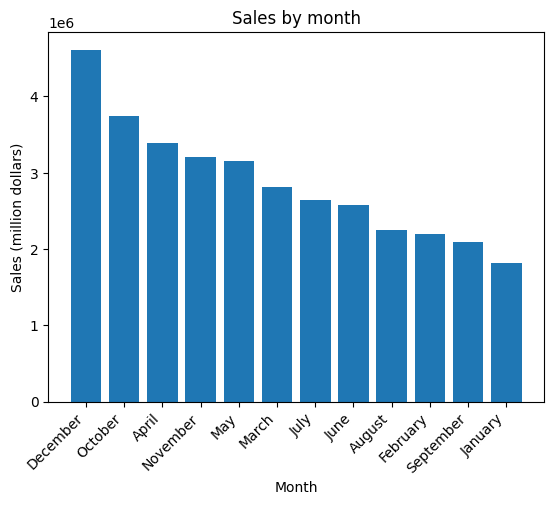 Sales by month
1e6
Sales (million dollars)
4
3
2
1
0
December
October
April
November
May
March
July
June
August
February
September
January
Month